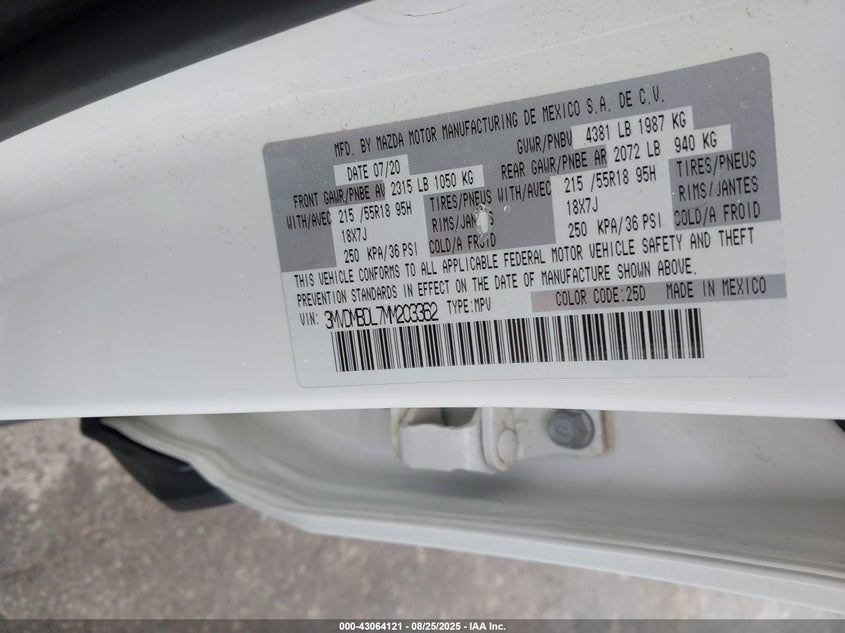 MFD. BY MAZDA MOTOR MANUFACTURING DE MEXICO S.A. DE C.V.
DATE 07/20 GVWR/PNBV 4381 LB 1987 KG
FRONT GAWR/PNBE AV 2315 LB 1050 KG REAR GAWR/PNBE AR 2072 LB 940 KG
WITH/AVEC 215 /55R18 95H TIRES/PNEUS WITH/AVEC 215 /55R18 95H TIRES/PNEUS
18X7J RIMS/JANTES 18X7J RIMS/JANTES
250 KPA/36 PSI COLD/A FROID 250 KPA/36 PSI COLD/A FROID
THIS VEHICLE CONFORMS TO ALL APPLICABLE FEDERAL MOTOR VEHICLE SAFETY AND THEFT
PREVENTION STANDARDS IN EFFECT ON THE DATE OF MANUFACTURE SHOWN ABOVE.
VIN: 3MVDMBDL7MM203362 TYPE:MPV COLOR CODE:25D MADE IN MEXICO
000-43064121 | 08/25/2025 | IAA Inc.